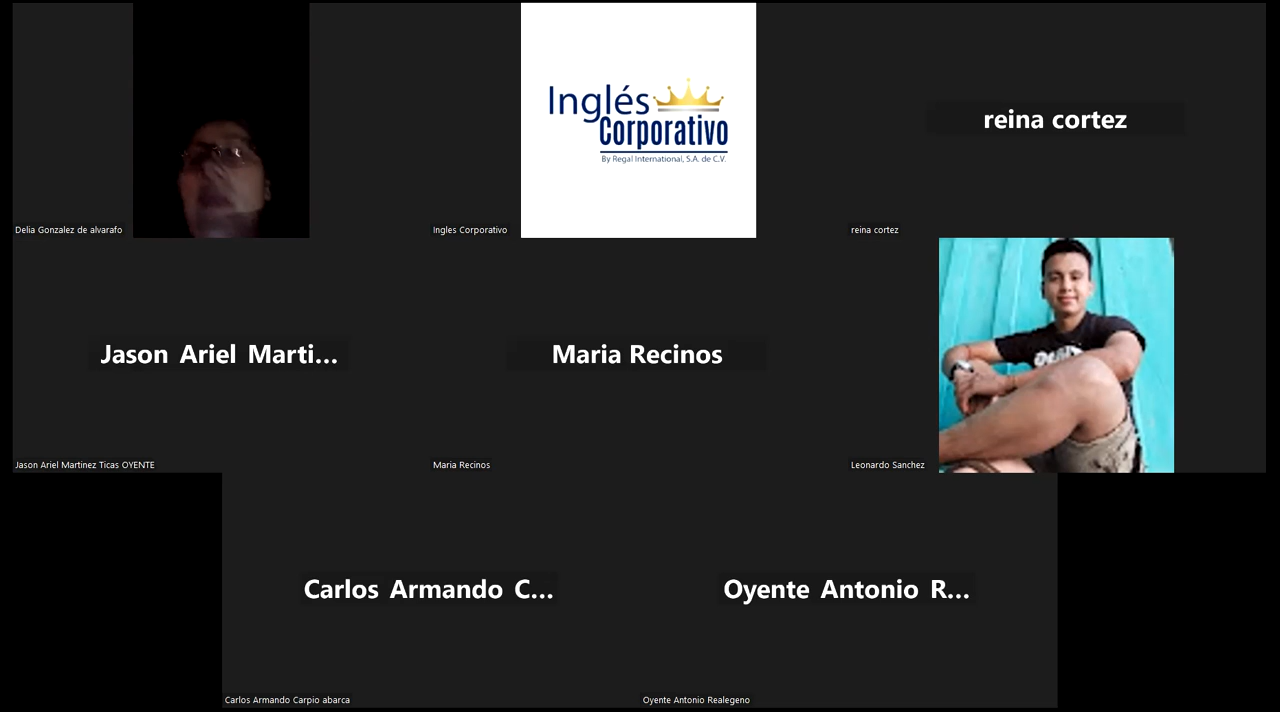 Inglés
Corporativo
By Regal International, S.A. de C.V.
reina cortez
Delia Gonzalez de alvarafo
Ingles Corporativo
reina cortez
Jason Ariel Marti...
Maria Recinos
Jason Ariel Martinez Ticas OYENTE
Maria Recinos
Leonardo Sanchez
Carlos Armando C...
Oyente Antonio R...
Carlos Armando Carpio abarca
Oyente Antonio Realegeno